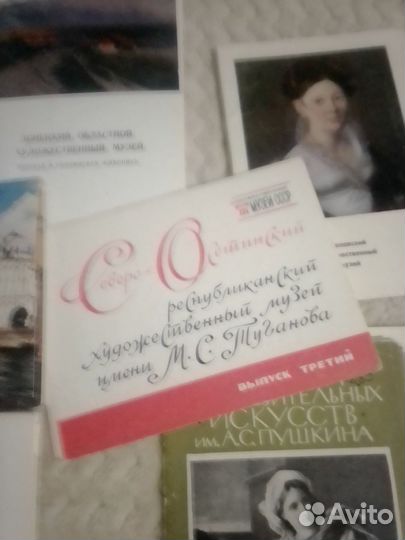 ОБЛАСТНОЙ
ХУДОЖЕСТВЕННЫЙ МУЗЕЙ
МУЗЕИ СССР
Северо-Осетинский
республиканский
художественный музей
имени М.С. Туганова
ВЫПУСК ТРЕТИЙ
ИСКУССТВ
ИМ. А.С. ПУШКИНА
Avito